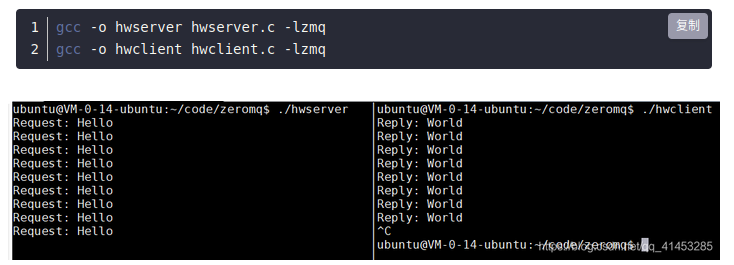 复制
1 gcc -o hwserver hwserver.c -lzmq
2 gcc -o hwclient hwclient.c -lzmq
ubuntu@VM-0-14-ubuntu:~/code/zeromq$ ./hwserver
Request: Hello
Request: Hello
Request: Hello
Request: Hello
Request: Hello
Request: Hello
Request: Hello
Request: Hello
Request: Hello
ubuntu@VM-0-14-ubuntu:~/code/zeromq$ ./hwclient
Reply: World
Reply: World
Reply: World
Reply: World
Reply: World
Reply: World
Reply: World
Reply: World
^C
ubuntu@VM-0-14-ubuntu:~/code/zeromq$
https://blog.csdn.net/qq_41453285